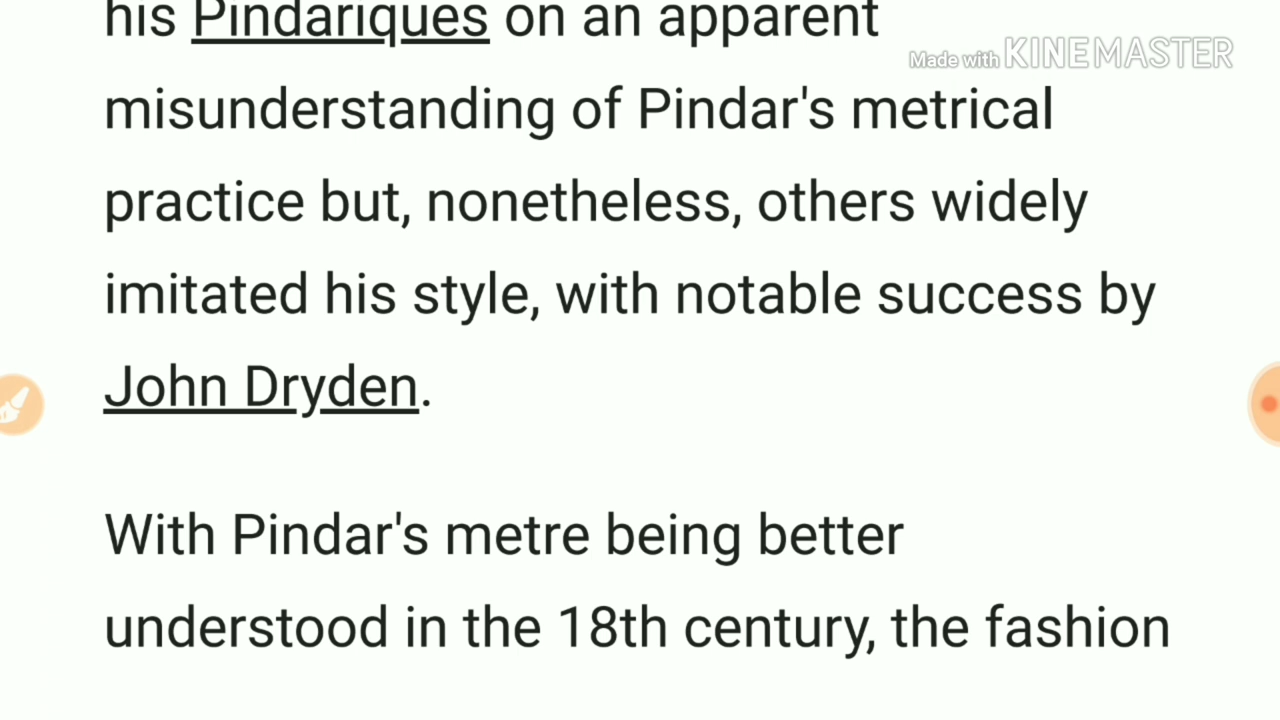 his Pindariques on an apparent
Made with KINEMASTER
misunderstanding of Pindar's metrical
practice but, nonetheless, others widely
imitated his style, with notable success by
John Dryden.
With Pindar's metre being better
understood in the 18th century, the fashion